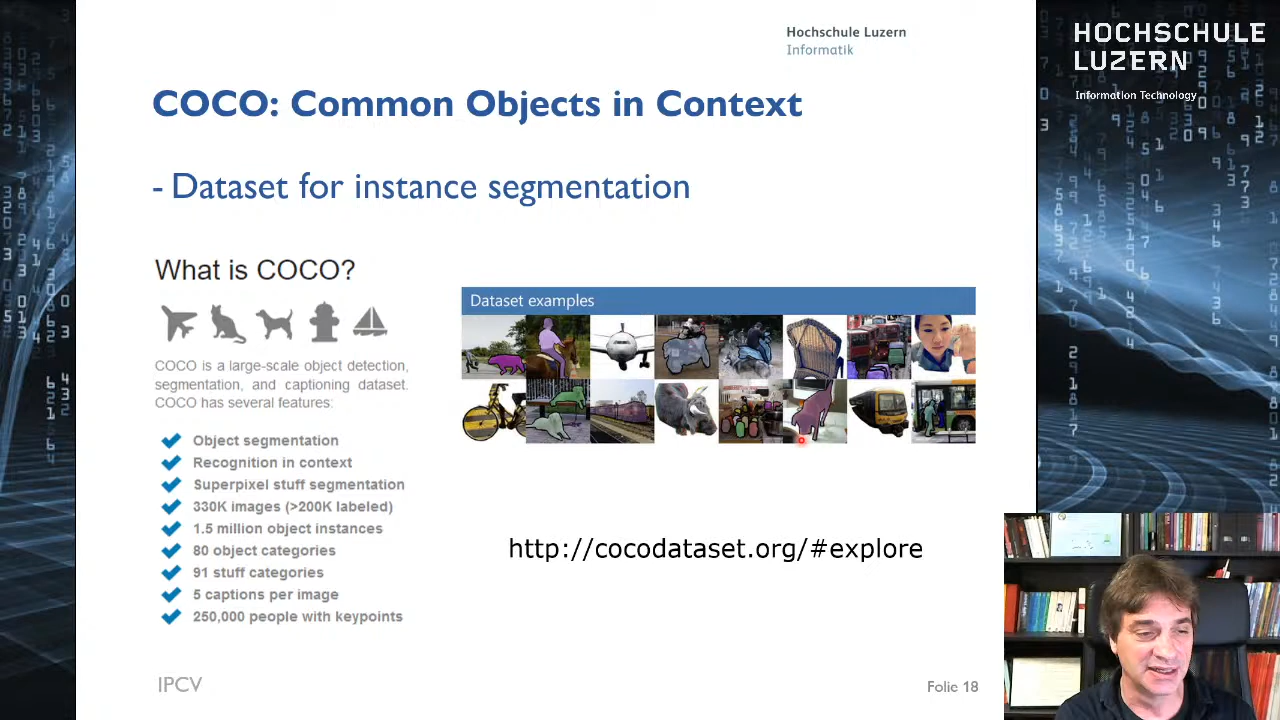 Hochschule Luzern
Informatik
HOCHSCHULE
LUZERN
Information Technology
COCO: Common Objects in Context
- Dataset for instance segmentation
What is COCO?
COCO is a large-scale object detection,
segmentation, and captioning dataset.
COCO has several features:
Object segmentation
Recognition in context
Superpixel stuff segmentation
330K images (>200K labeled)
1.5 million object instances
80 object categories
91 stuff categories
5 captions per image
250,000 people with keypoints
Dataset examples
http://cocodataset.org/#explore
IPCV
Folie 18